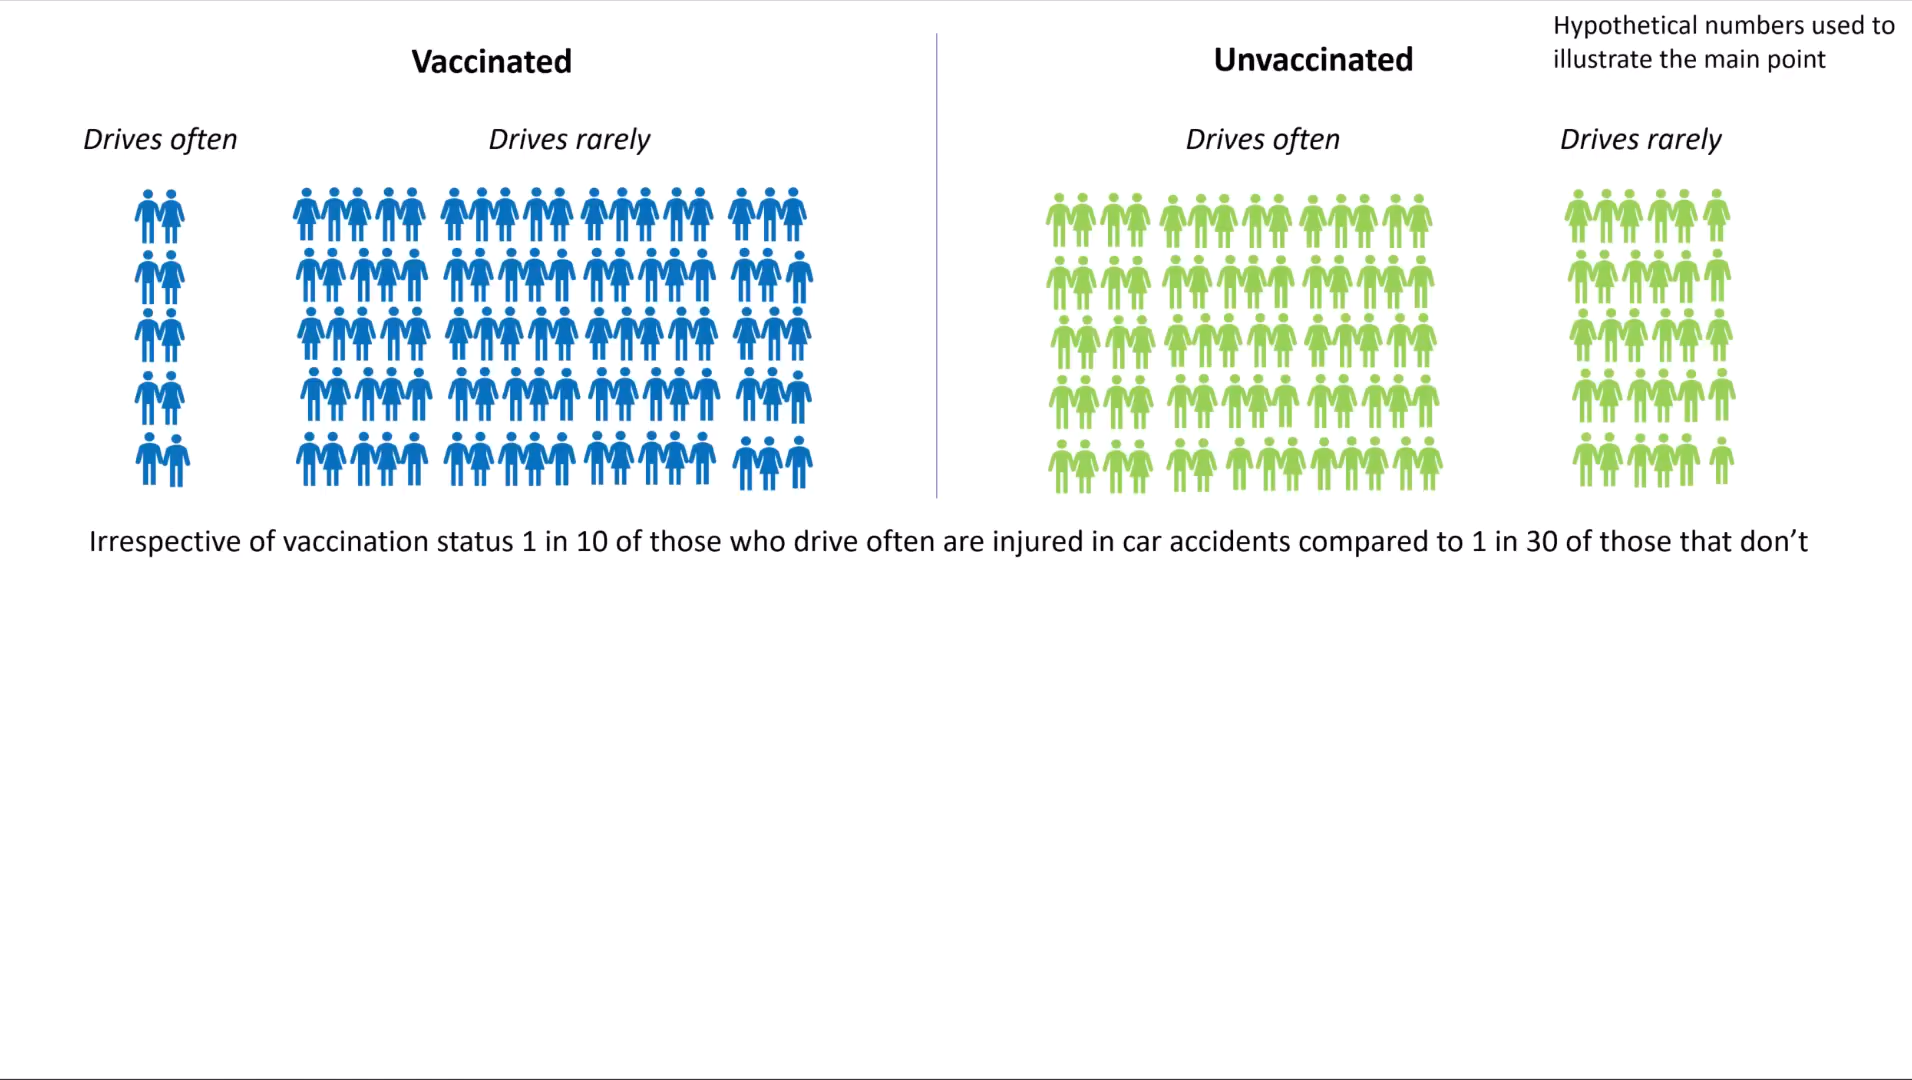 Hypothetical numbers used to
illustrate the main point
Vaccinated
Unvaccinated
Drives often
Drives rarely
Drives often
Drives rarely
Irrespective of vaccination status 1 in 10 of those who drive often are injured in car accidents compared to 1 in 30 of those that don’t